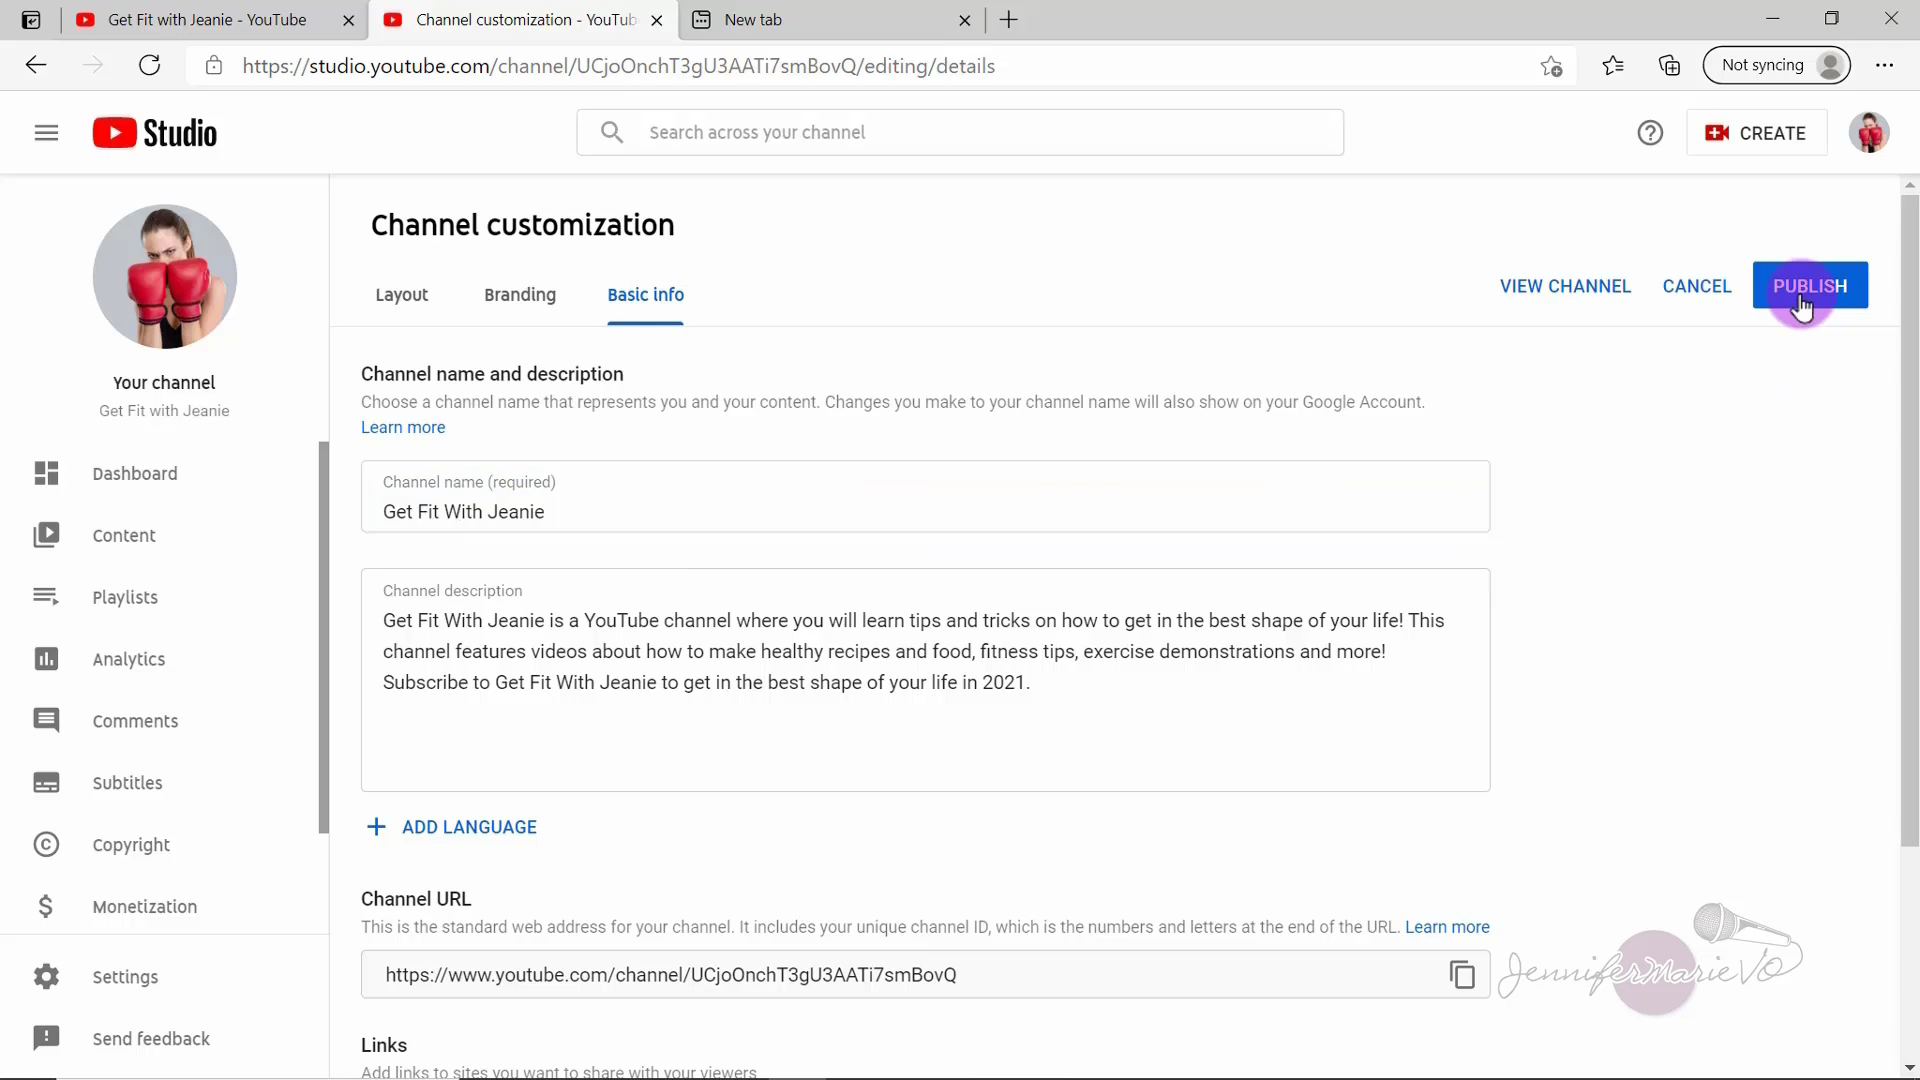 Get Fit with Jeanie - YouTube
Channel customization - YouTub
New tab
https://studio.youtube.com/channel/UCjoOnchT3gU3AATi7smBovQ/editing/details
Not syncing
Studio
Search across your channel
CREATE
Channel customization
Layout
Branding
Basic info
VIEW CHANNEL
CANCEL
PUBLISH
Your channel
Get Fit with Jeanie
Dashboard
Content
Playlists
Analytics
Comments
Subtitles
Copyright
Monetization
Settings
Send feedback
Channel name and description
Choose a channel name that represents you and your content. Changes you make to your channel name will also show on your Google Account.
Learn more
Channel name (required)
Get Fit With Jeanie
Channel description
Get Fit With Jeanie is a YouTube channel where you will learn tips and tricks on how to get in the best shape of your life! This
channel features videos about how to make healthy recipes and food, fitness tips, exercise demonstrations and more!
Subscribe to Get Fit With Jeanie to get in the best shape of your life in 2021.
ADD LANGUAGE
Channel URL
This is the standard web address for your channel. It includes your unique channel ID, which is the numbers and letters at the end of the URL. Learn more
https://www.youtube.com/channel/UCjoOnchT3gU3AATi7smBovQ
JenniferMarieVO
Links
Add links to sites you want to share with your viewers